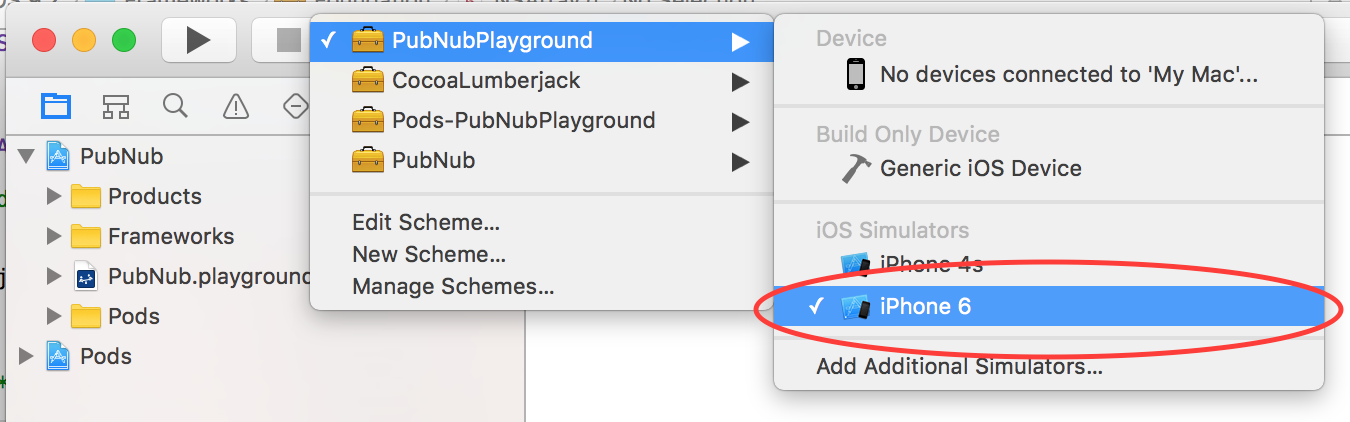 Frameworks
PubNubPlayground
CocoaLumberjack
Pods-PubNubPlayground
PubNub
Edit Scheme...
New Scheme...
Manage Schemes...
Device
No devices connected to 'My Mac'...
Build Only Device
Generic iOS Device
iOS Simulators
iPhone 4s
iPhone 6
Add Additional Simulators...
PubNub
Products
Frameworks
PubNub.playground
Pods
Pods